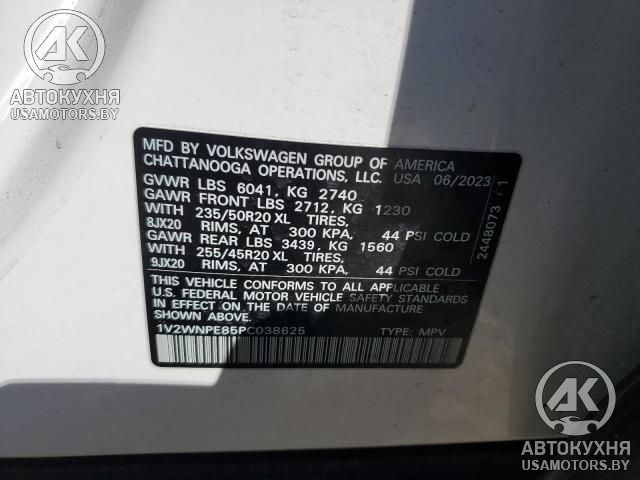 AK
АВТОКУХНЯ
USAMOTORS.BY
MFD BY VOLKSWAGEN GROUP OF AMERICA
CHATTANOOGA OPERATIONS, LLC. USA 06/2023
GVWR LBS 6041, KG 2740
GAWR FRONT LBS 2712, KG 1230
WITH 235/50R20 XL TIRES,
8JX20 RIMS, AT 300 KPA, 44 PSI COLD
GAWR REAR LBS 3439, KG 1560
WITH 255/45R20 XL TIRES,
9JX20 RIMS, AT 300 KPA, 44 PSI COLD
THIS VEHICLE CONFORMS TO ALL APPLICABLE
U.S. FEDERAL MOTOR VEHICLE SAFETY STANDARDS
IN EFFECT ON THE DATE OF MANUFACTURE
SHOWN ABOVE.
1V2WNPE85PC038625 TYPE: MPV
2448073 / 1
AK
АВТОКУХНЯ
USAMOTORS.BY